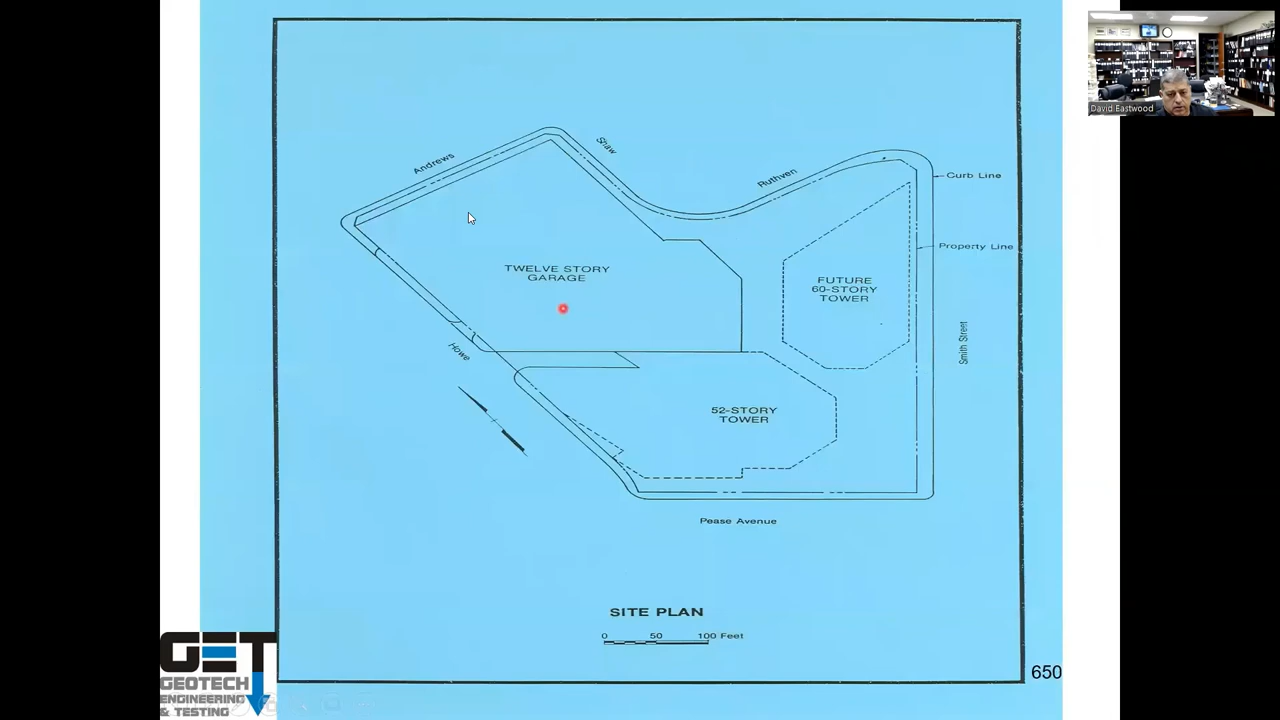 David Eastwood
Andrews
Shaw
Ruthven
Curb Line
Property Line
TWELVE STORY
GARAGE
FUTURE
60-STORY
TOWER
Smith Street
Howe
52-STORY
TOWER
Pease Avenue
SITE PLAN
0 50 100 Feet
GET
GEOTECH
ENGINEERING
& TESTING
650